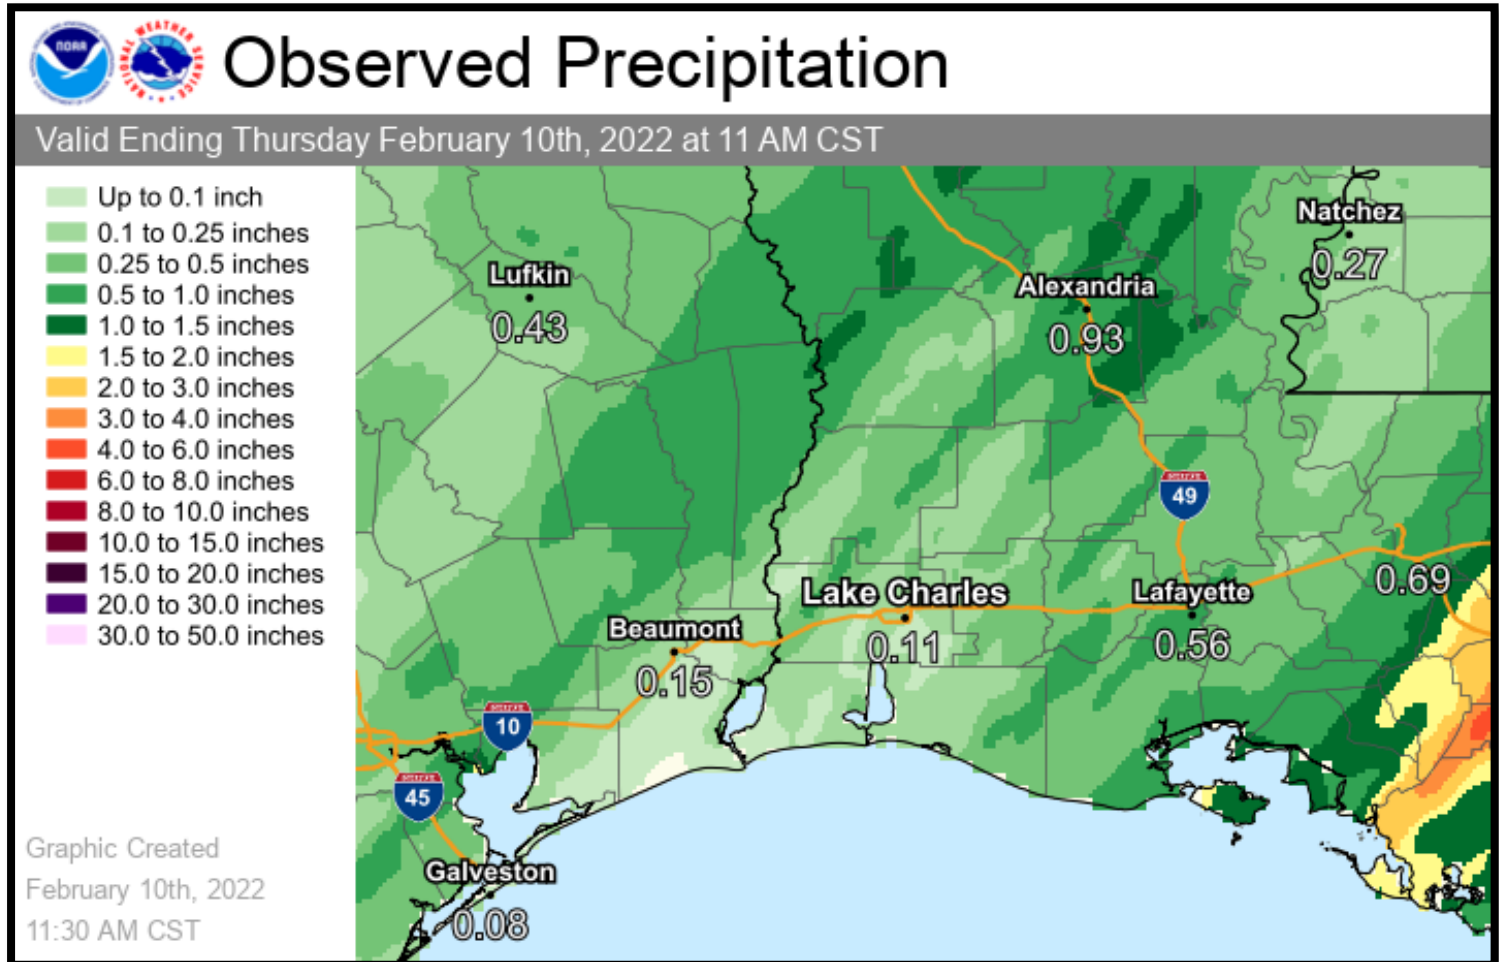 NOAA
NATIONAL WEATHER SERVICE
Observed Precipitation
Valid Ending Thursday February 10th, 2022 at 11 AM CST
Up to 0.1 inch
0.1 to 0.25 inches
0.25 to 0.5 inches
0.5 to 1.0 inches
1.0 to 1.5 inches
1.5 to 2.0 inches
2.0 to 3.0 inches
3.0 to 4.0 inches
4.0 to 6.0 inches
6.0 to 8.0 inches
8.0 to 10.0 inches
10.0 to 15.0 inches
15.0 to 20.0 inches
20.0 to 30.0 inches
30.0 to 50.0 inches
Graphic Created
February 10th, 2022
11:30 AM CST
Natchez
0.27
Lufkin
0.43
Alexandria
0.93
49
Lake Charles
0.11
Lafayette
0.56
0.69
Beaumont
0.15
10
45
Galveston
0.08